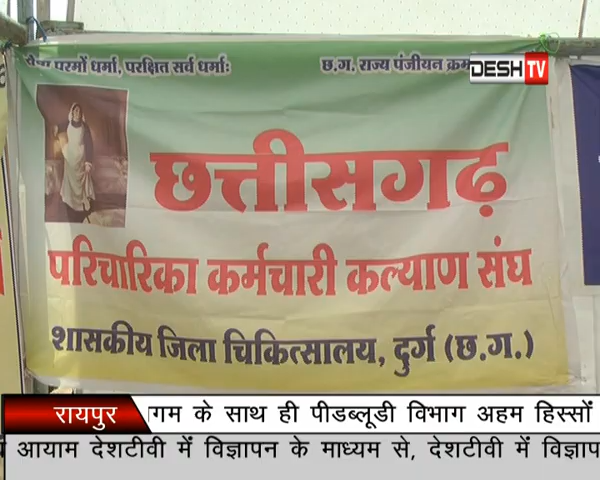 सेवा परमों धर्मा, परक्षित सर्व धर्माः
छ.ग. राज्य पंजीयन क्रम
DESH TV
छत्तीसगढ़
परिचारिका कर्मचारी कल्याण संघ
शासकीय जिला चिकित्सालय, दुर्ग (छ.ग.)
रायपुर
गम के साथ ही पीडब्लूडी विभाग अहम हिस्सों
आयाम देशटीवी में विज्ञापन के माध्यम से, देशटीवी में विज्ञाप